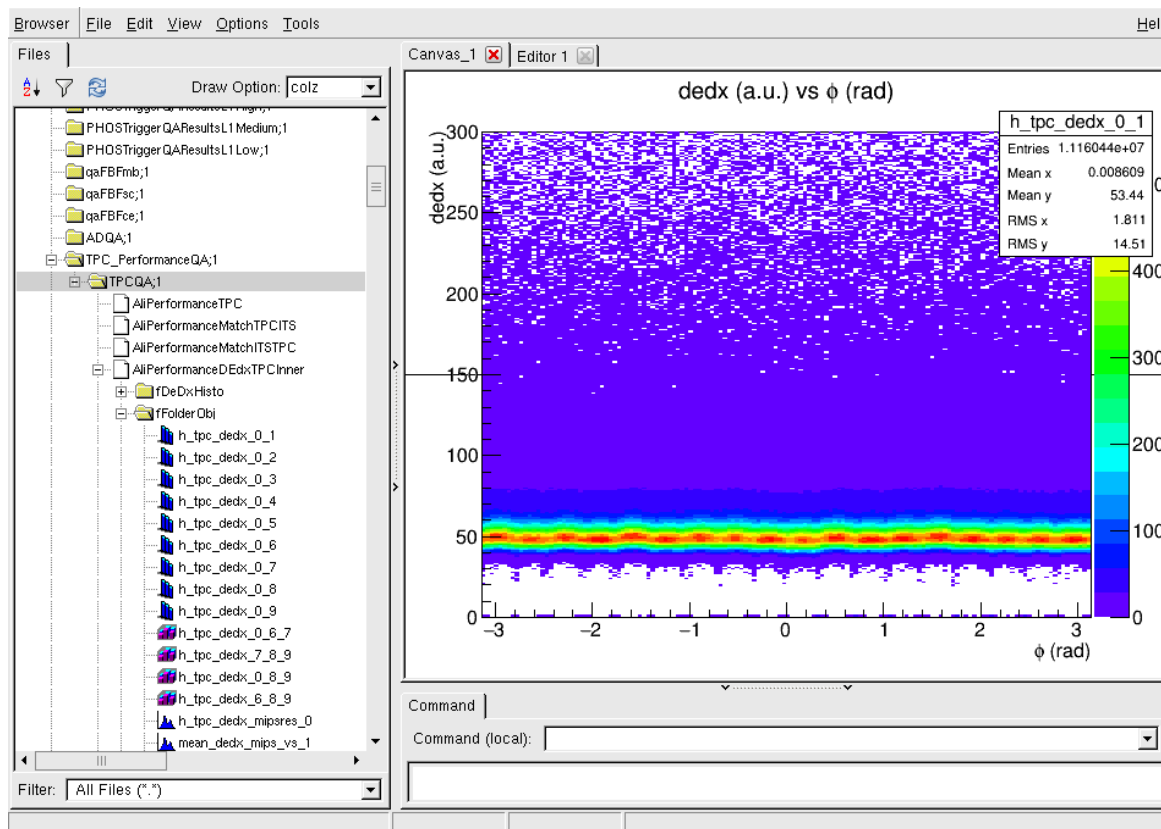 Browser File Edit View Options Tools Hel
Files
Draw Option: colz
PHOSTriggerQAResultsL1High;1
PHOSTriggerQAResultsL1Medium;1
PHOSTriggerQAResultsL1Low;1
qaFBFmb;1
qaFBFsc;1
qaFBFce;1
ADQA;1
TPC_PerformanceQA;1
TPCQA;1
AliPerformanceTPC
AliPerformanceMatchTPCITS
AliPerformanceMatchITSTPC
AliPerformanceDEdxTPCInner
fDeDxHisto
fFolderObj
h_tpc_dedx_0_1
h_tpc_dedx_0_2
h_tpc_dedx_0_3
h_tpc_dedx_0_4
h_tpc_dedx_0_5
h_tpc_dedx_0_6
h_tpc_dedx_0_7
h_tpc_dedx_0_8
h_tpc_dedx_0_9
h_tpc_dedx_0_6_7
h_tpc_dedx_7_8_9
h_tpc_dedx_0_8_9
h_tpc_dedx_6_8_9
h_tpc_dedx_mipsres_0
mean_dedx_mips_vs_1
Filter: All Files (*.*)
Canvas_1 Editor 1
dedx (a.u.) vs ϕ (rad)
h_tpc_dedx_0_1
Entries 1.116044e+07
Mean x 0.008609
Mean y 53.44
RMS x 1.811
RMS y 14.51
dedx (a.u.)
300
250
200
150
100
50
0
−3 −2 −1 0 1 2 3
ϕ (rad)
0
400
300
200
100
0
Command
Command (local):